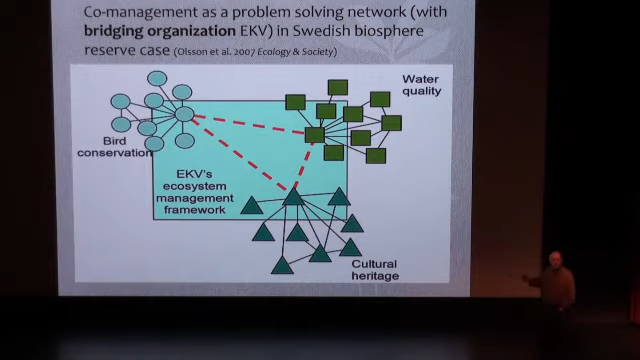 Co-management as a problem solving network (with
bridging organization EKV) in Swedish biosphere
reserve case (Olsson et al. 2007 Ecology & Society)
Water
quality
Bird
conservation
EKV's
ecosystem
management
framework
Cultural
heritage